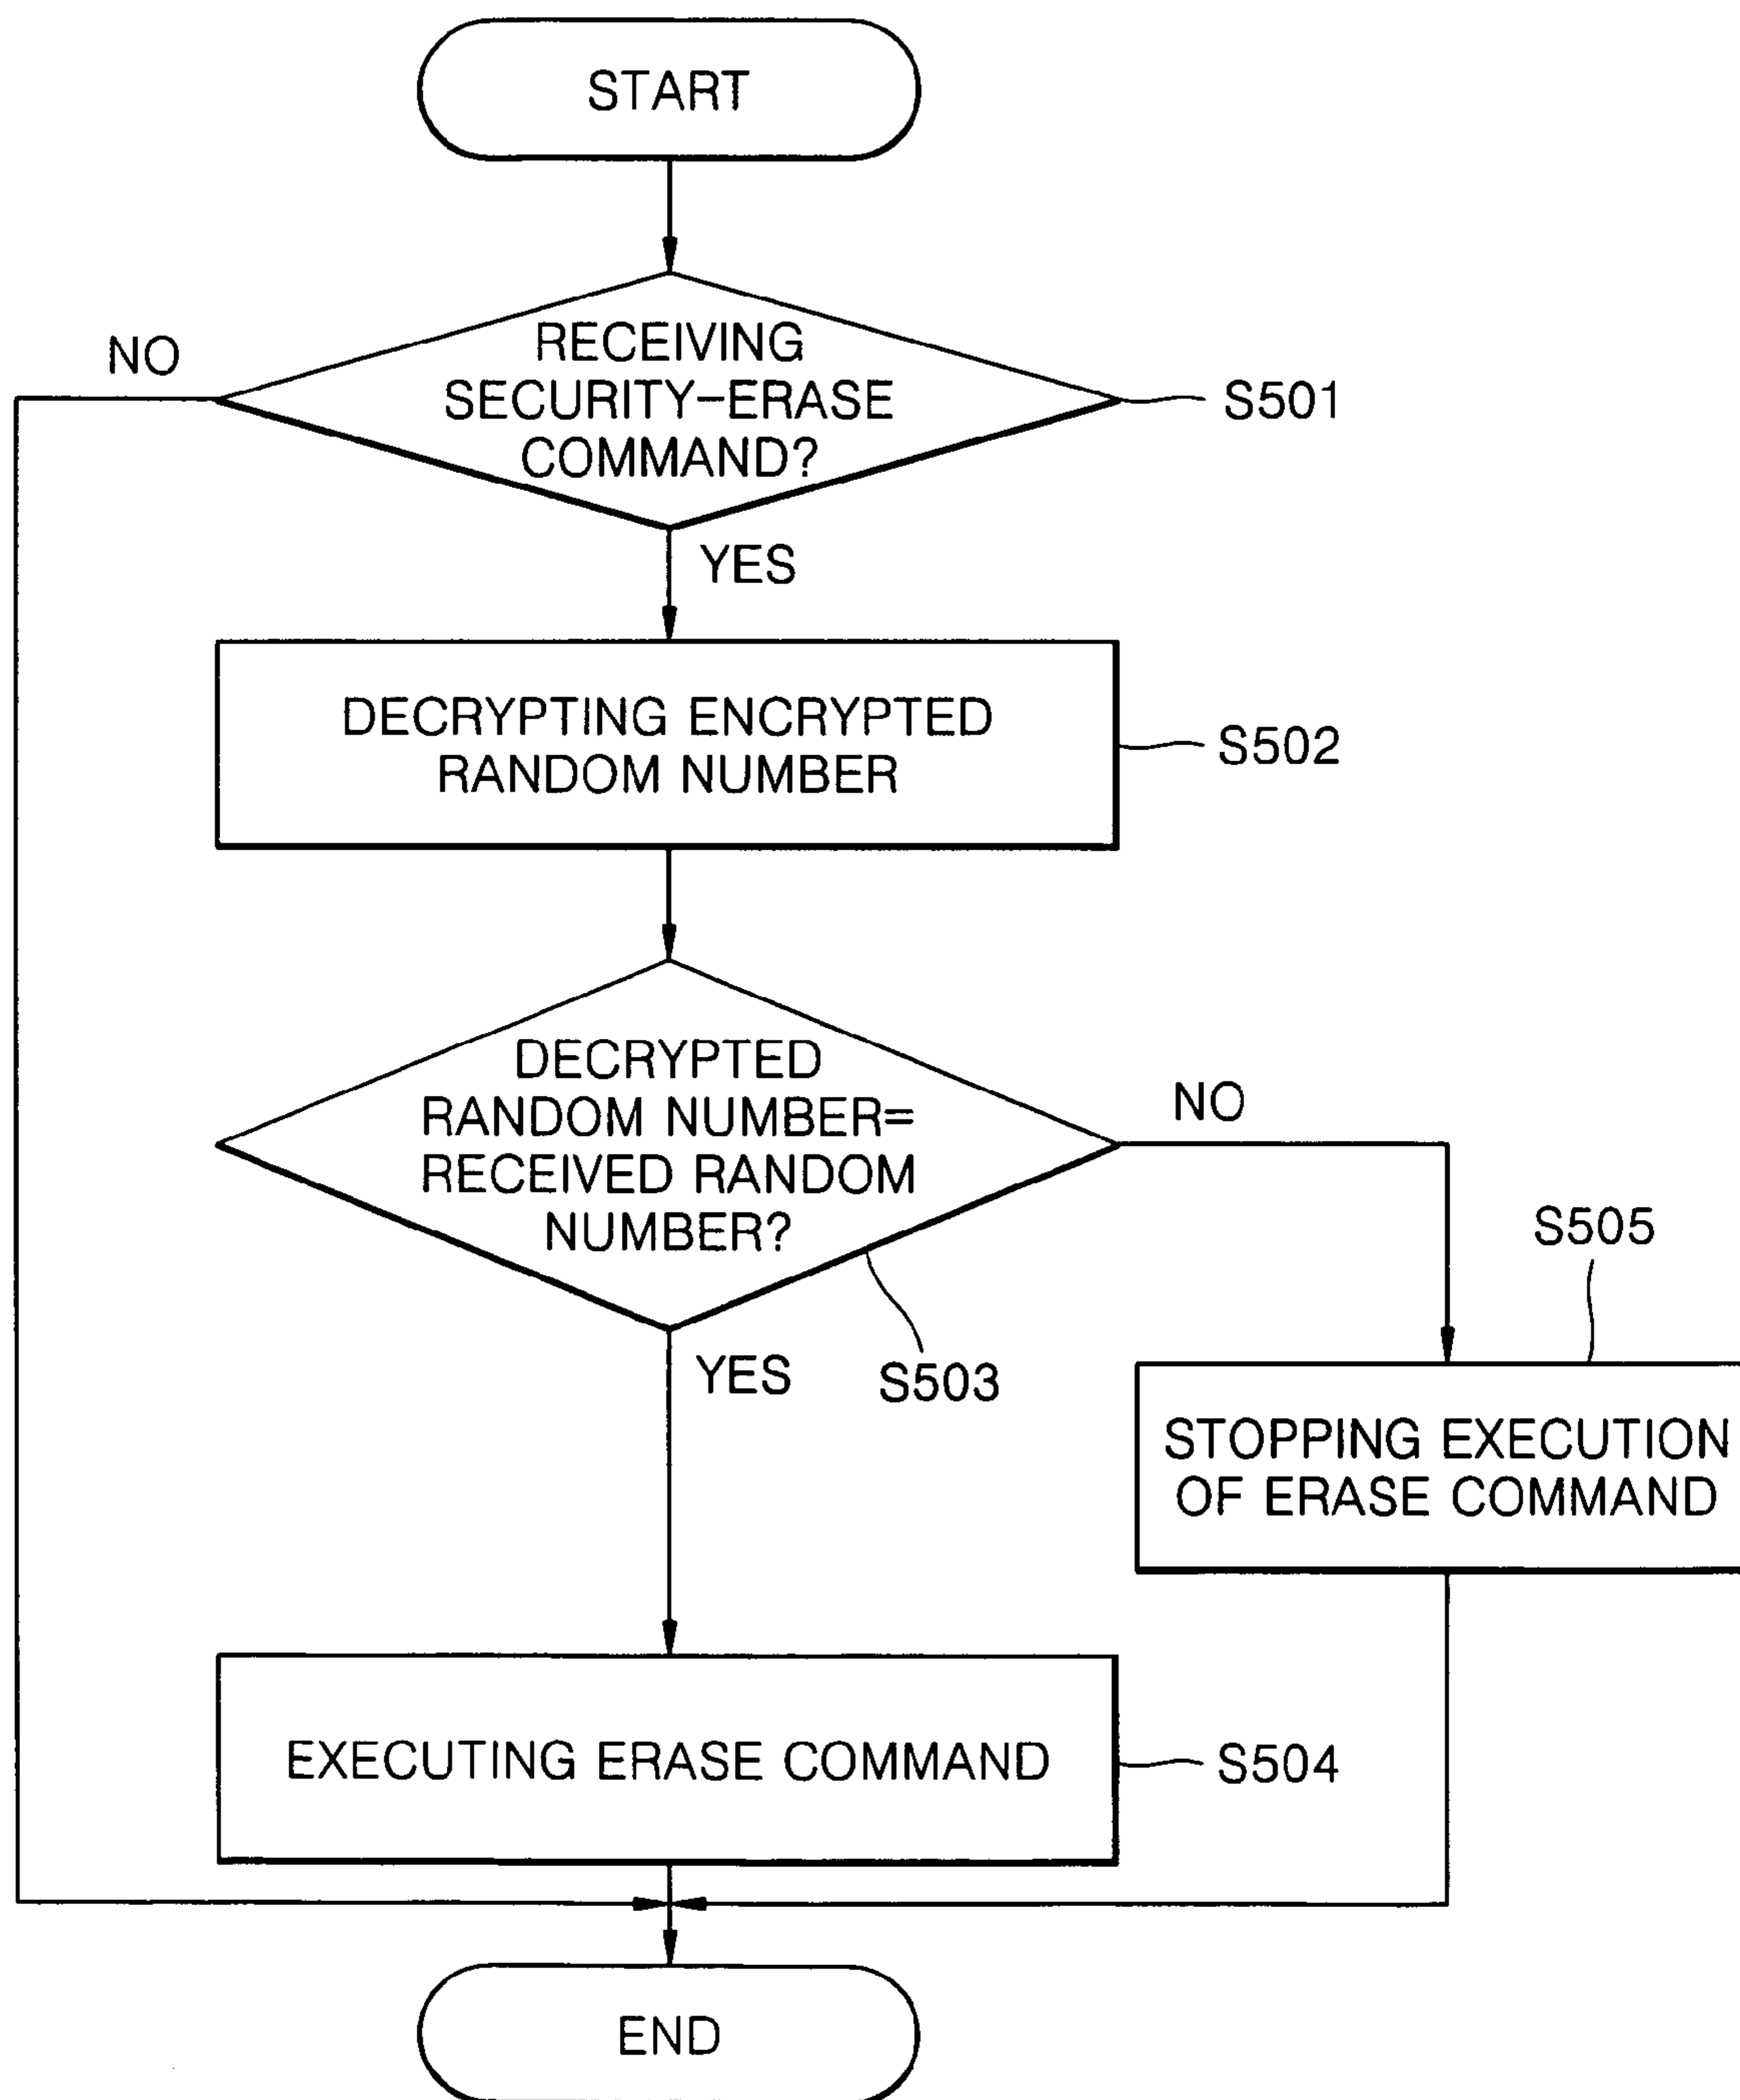 START
NO
RECEIVING
SECURITY-ERASE
COMMAND?
S501
YES
DECRYPTING ENCRYPTED
RANDOM NUMBER
S502
DECRYPTED
RANDOM NUMBER=
RECEIVED RANDOM
NUMBER?
NO
S503
YES
S505
STOPPING EXECUTION
OF ERASE COMMAND
EXECUTING ERASE COMMAND
S504
END